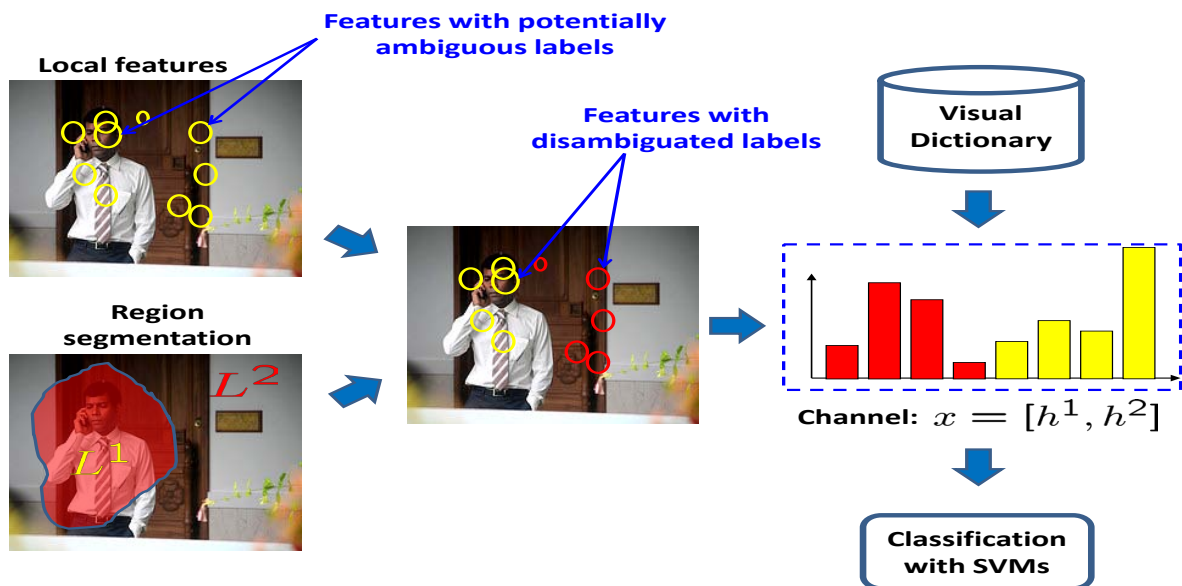 Features with potentially
ambiguous labels
Local features
Features with
disambiguated labels
Visual
Dictionary
Region
segmentation
L²
L¹
Channel: x = [h¹, h²]
Classification
with SVMs